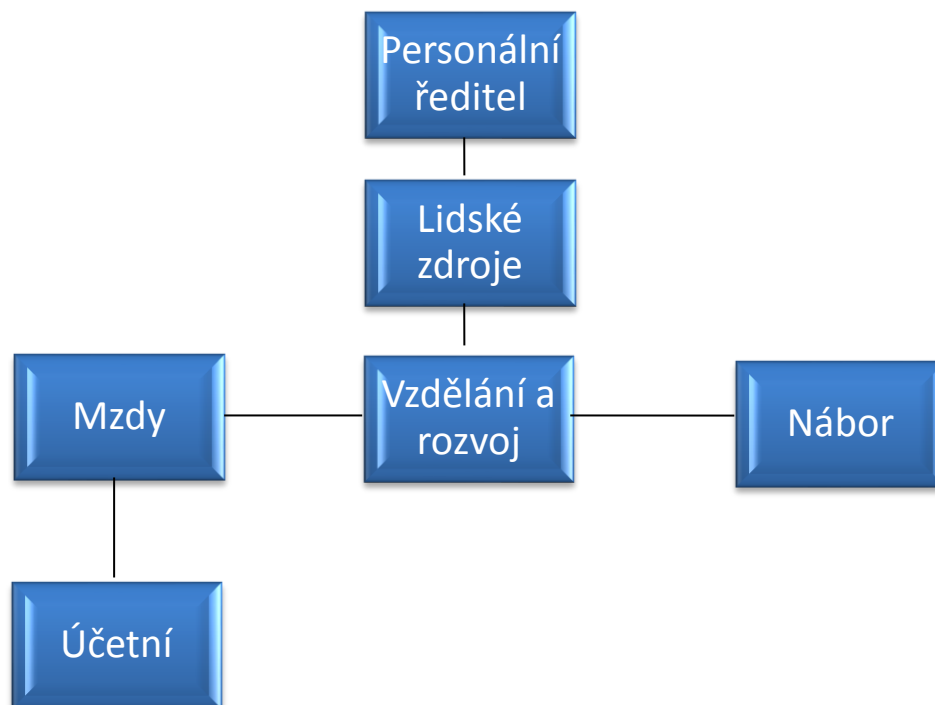 Personální
ředitel
Lidské
zdroje
Mzdy
Vzdělání a
rozvoj
Nábor
Účetní